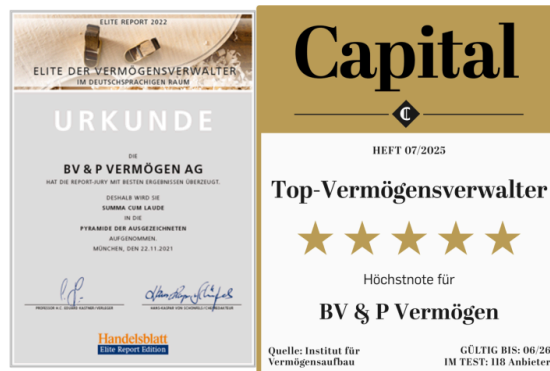 ELITE REPORT 2022
ELITE DER VERMÖGENSVERWALTER
IM DEUTSCHSPRACHIGEN RAUM
URKUNDE
DIE
BV & P VERMÖGEN AG
HAT DIE REPORT-JURY MIT BESTEN ERGEBNISSEN ÜBERZEUGT.
DESHALB WIRD SIE
SUMMA CUM LAUDE
IN DIE
PYRAMIDE DER AUSGEZEICHNETEN
AUFGENOMMEN.
MÜNCHEN, DEN 22.11.2021
Handelsblatt
Elite Report Edition
Capital
HEFT 07/2025
Top-Vermögensverwalter
Höchstnote für
BV & P Vermögen
Quelle: Institut für
Vermögensaufbau
GÜLTIG BIS: 06/26
IM TEST: 118 Anbieter